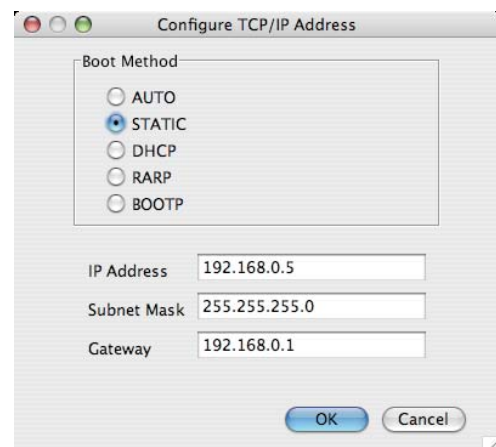 Configure TCP/IP Address
Boot Method
AUTO
STATIC
DHCP
RARP
BOOTP
IP Address 192.168.0.5
Subnet Mask 255.255.255.0
Gateway 192.168.0.1
OK Cancel